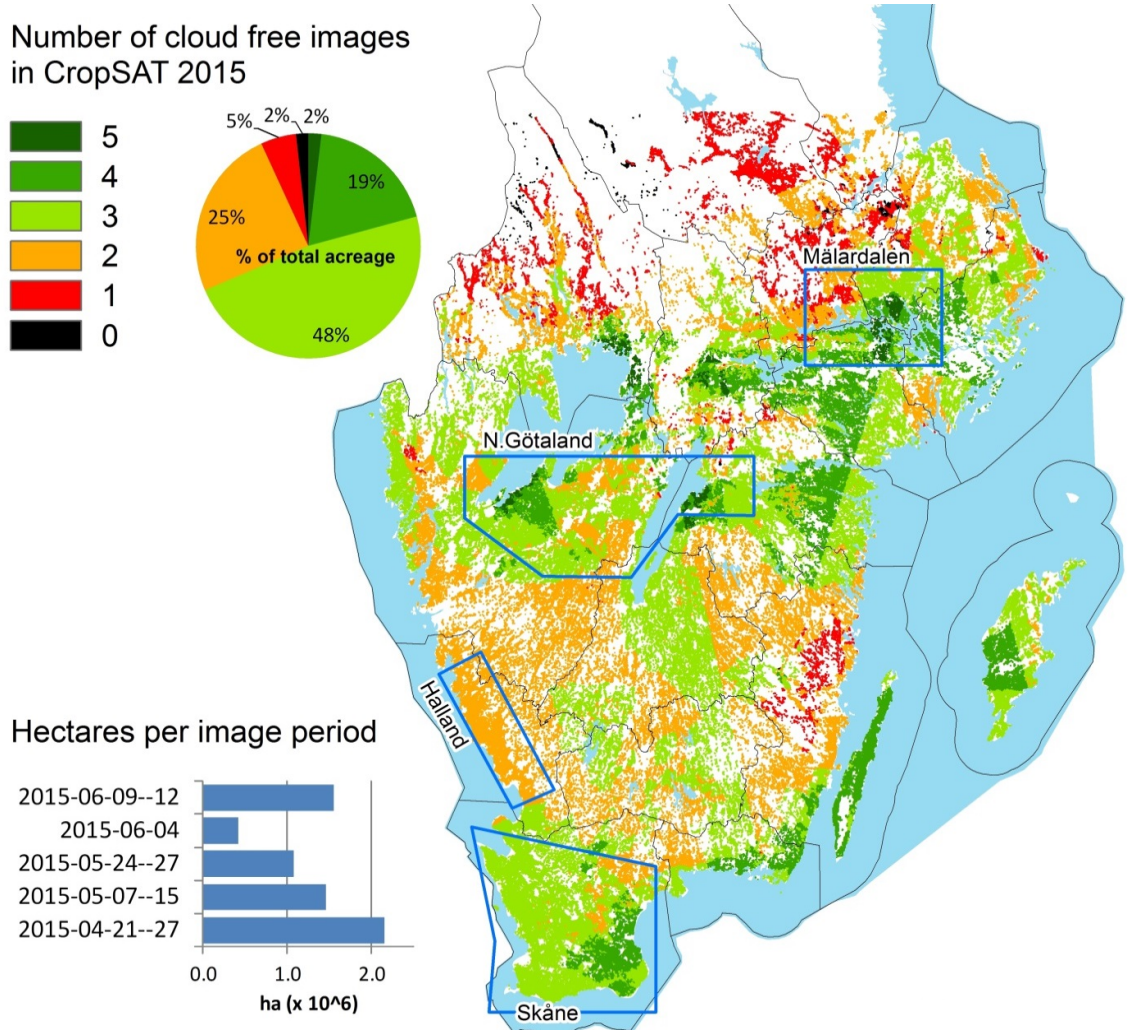 Number of cloud free images
in CropSAT 2015
5
4
3
2
1
0
2%
2%
5%
19%
25%
% of total acreage
48%
Mälardalen
N.Götaland
Halland
Skåne
Hectares per image period
2015-06-09--12
2015-06-04
2015-05-24--27
2015-05-07--15
2015-04-21--27
0.0 1.0 2.0
ha (x 10^6)